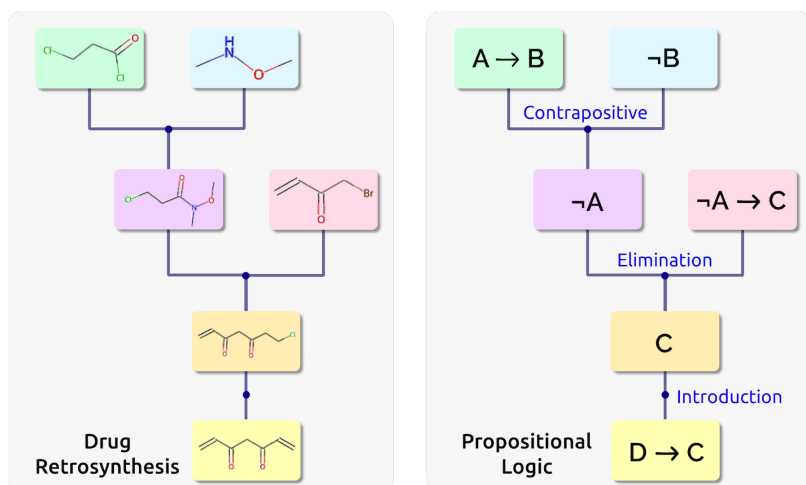 Cl
O
Cl
H
N
O
A → B
¬B
Contrapositive
Cl
O
N
O
Br
O
¬A
¬A → C
Elimination
Cl
O
O
C
Introduction
Drug
Retrosynthesis
O
O
Propositional
Logic
D → C